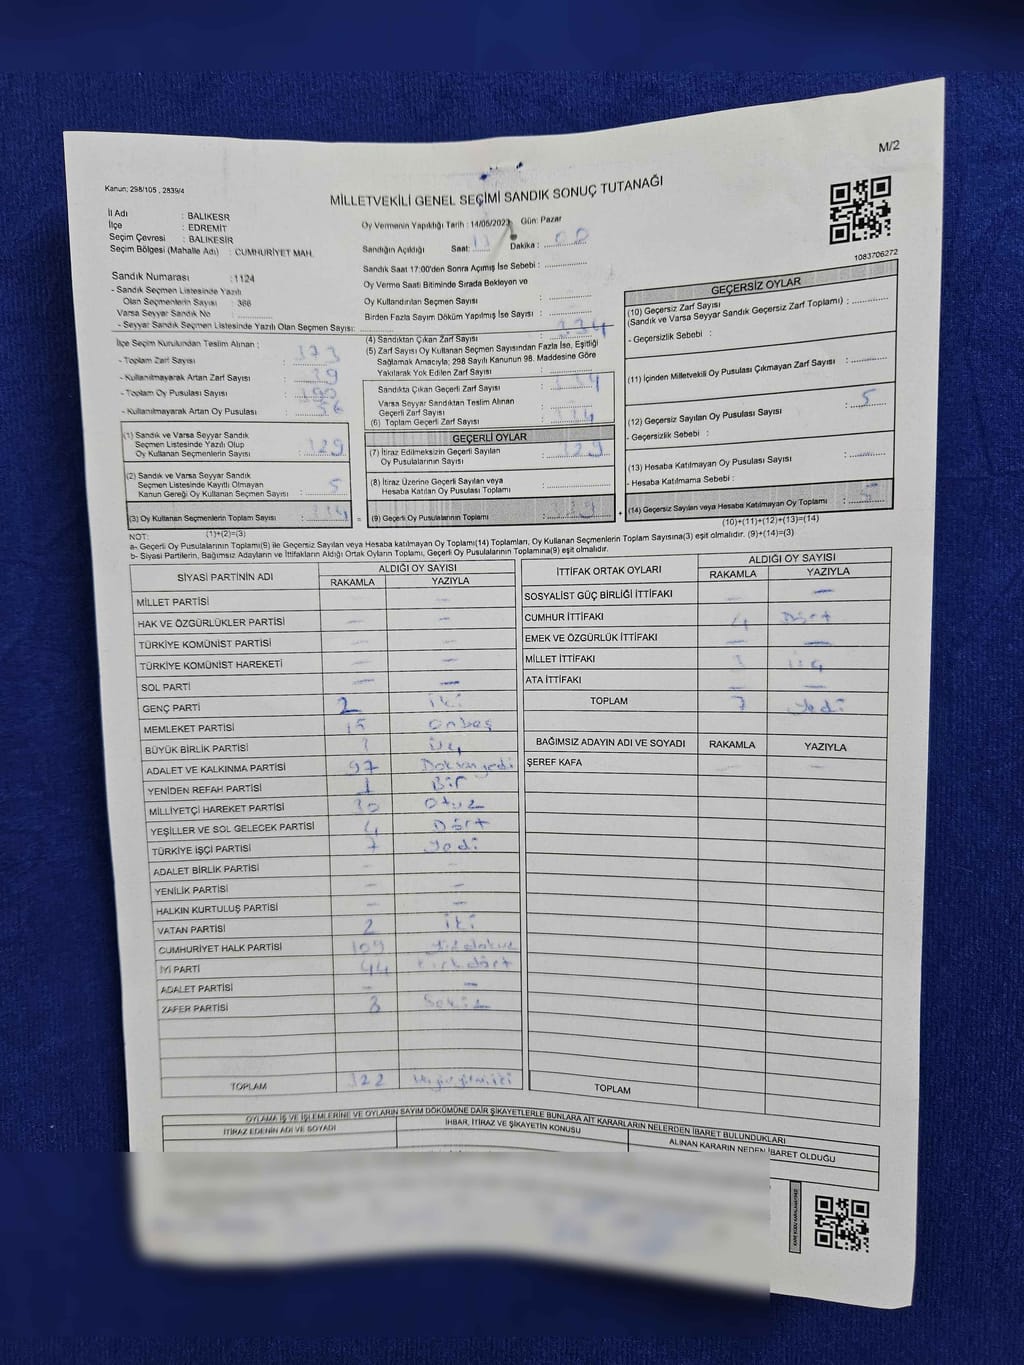 M/2
Kanun; 298/105 , 2839/4
MİLLETVEKİLİ GENEL SEÇİMİ SANDIK SONUÇ TUTANAĞI
İl Adı : BALIKESR
İlçe : EDREMIT
Seçim Çevresi : BALIKESİR
Seçim Bölgesi (Mahalle Adı) : CUMHURİYET MAH.
Oy Vermenin Yapıldığı Tarih : 14/05/2023 Gün: Pazar
Sandığın Açıldığı Saat: Dakika :
1083706272
Sandık Saat 17:00'den Sonra Açımış İse Sebebi :
Sandık Numarası : 1124
- Sandık Seçmen Listesinde Yazılı
Olan Seçmenlerin Sayısı : 366
Varsa Seyyar Sandık No
- Seyyar Sandık Seçmen Listesinde Yazılı Olan Seçmen Sayısı:
Oy Verme Saati Bitiminde Sırada Bekleyen ve
Oy Kullandırılan Seçmen Sayısı :
Birden Fazla Sayım Döküm Yapılmış İse Sayısı :
İlçe Seçim Kurulundan Teslim Alınan ;
- Toplam Zarf Sayısı : 373
- Kullanılmayarak Artan Zarf Sayısı : 39
- Toplam Oy Pusulası Sayısı :
- Kullanılmayarak Artan Oy Pusulası :
(1) Sandık ve Varsa Seyyar Sandık
Seçmen Listesinde Yazılı Olup
Oy Kullanan Seçmenlerin Sayısı : 329
(2) Sandık ve Varsa Seyyar Sandık
Seçmen Listesinde Kayıtlı Olmayan
Kanun Gereği Oy Kullanan Seçmen Sayısı : 5
(3) Oy Kullanan Seçmenlerin Toplam Sayısı : 334
(1)+(2)=(3)
(4) Sandıktan Çıkan Zarf Sayısı : 334
(5) Zarf Sayısı Oy Kullanan Seçmen Sayısından Fazla İse, Eşitliği
Sağlamak Amacıyla; 298 Sayılı Kanunun 98. Maddesine Göre
Yakılarak Yok Edilen Zarf Sayısı :
Sandıkta Çıkan Geçerli Zarf Sayısı : 334
Varsa Seyyar Sandıktan Teslim Alınan
Geçerli Zarf Sayısı :
(6) Toplam Geçerli Zarf Sayısı : 334
GEÇERLİ OYLAR
(7) İtiraz Edilmeksizin Geçerli Sayılan
Oy Pusulalarının Sayısı : 329
(8) İtiraz Üzerine Geçerli Sayılan veya
Hesaba Katılan Oy Pusulası Toplamı :
(9) Geçerli Oy Pusulalarının Toplamı : 329
GEÇERSİZ OYLAR
(10) Geçersiz Zarf Sayısı
(Sandık ve Varsa Seyyar Sandık Geçersiz Zarf Toplamı) :
- Geçersizlik Sebebi :
(11) İçinden Milletvekili Oy Pusulası Çıkmayan Zarf Sayısı :
(12) Geçersiz Sayılan Oy Pusulası Sayısı : 5
- Geçersizlik Sebebi :
(13) Hesaba Katılmayan Oy Pusulası Sayısı :
- Hesaba Katılmama Sebebi :
(14) Geçersiz Sayılan veya Hesaba Katılmayan Oy Toplamı : 5
(10)+(11)+(12)+(13)=(14)
NOT:
a- Geçerli Oy Pusulalarının Toplamı(9) ile Geçersiz Sayılan veya Hesaba katılmayan Oy Toplamı(14) Toplamları, Oy Kullanan Seçmenlerin Toplam Sayısına(3) eşit olmalıdır. (9)+(14)=(3)
b- Siyasi Partilerin, Bağımsız Adayların ve İttifakların Aldığı Ortak Oyların Toplamı, Geçerli Oy Pusulalarının Toplamına(9) eşit olmalıdır.
SİYASİ PARTİNİN ADI ALDIĞI OY SAYISI
RAKAMLA YAZIYLA
MİLLET PARTİSİ - -
HAK VE ÖZGÜRLÜKLER PARTİSİ - -
TÜRKİYE KOMÜNİST PARTİSİ - -
TÜRKİYE KOMÜNİST HAREKETİ - -
SOL PARTİ - -
GENÇ PARTİ 2 iki
MEMLEKET PARTİSİ 15 onbeş
BÜYÜK BİRLİK PARTİSİ 3 üç
ADALET VE KALKINMA PARTİSİ 97 Doksanyedi
YENİDEN REFAH PARTİSİ 1 Bir
MİLLİYETÇİ HAREKET PARTİSİ 30 Otuz
YEŞİLLER VE SOL GELECEK PARTİSİ 4 Dört
TÜRKİYE İŞÇİ PARTİSİ 7 Yedi
ADALET BİRLİK PARTİSİ - -
YENİLİK PARTİSİ - -
HALKIN KURTULUŞ PARTİSİ - -
VATAN PARTİSİ 2 iki
CUMHURİYET HALK PARTİSİ 109 Yüzdokuz
İYİ PARTİ 44 Kırkdört
ADALET PARTİSİ - -
ZAFER PARTİSİ 8 Sekiz
TOPLAM 322 Üçyüzyirmiiki
İTTİFAK ORTAK OYLARI ALDIĞI OY SAYISI
RAKAMLA YAZIYLA
SOSYALİST GÜÇ BİRLİĞİ İTTİFAKI - -
CUMHUR İTTİFAKI 4 Dört
EMEK VE ÖZGÜRLÜK İTTİFAKI - -
MİLLET İTTİFAKI 3 üç
ATA İTTİFAKI - -
TOPLAM 7 Yedi
BAĞIMSIZ ADAYIN ADI VE SOYADI RAKAMLA YAZIYLA
ŞEREF KAFA - -
TOPLAM
OYLAMA İŞ VE İŞLEMLERİNE VE OYLARIN SAYIM DÖKÜMÜNE DAİR ŞİKAYETLERLE BUNLARA AİT KARARLARIN NELERDEN İBARET BULUNDUKLARI
İTİRAZ EDENİN ADI VE SOYADI İHBAR, İTİRAZ VE ŞİKAYETİN KONUSU ALINAN KARARIN NEDEN İBARET OLDUĞU